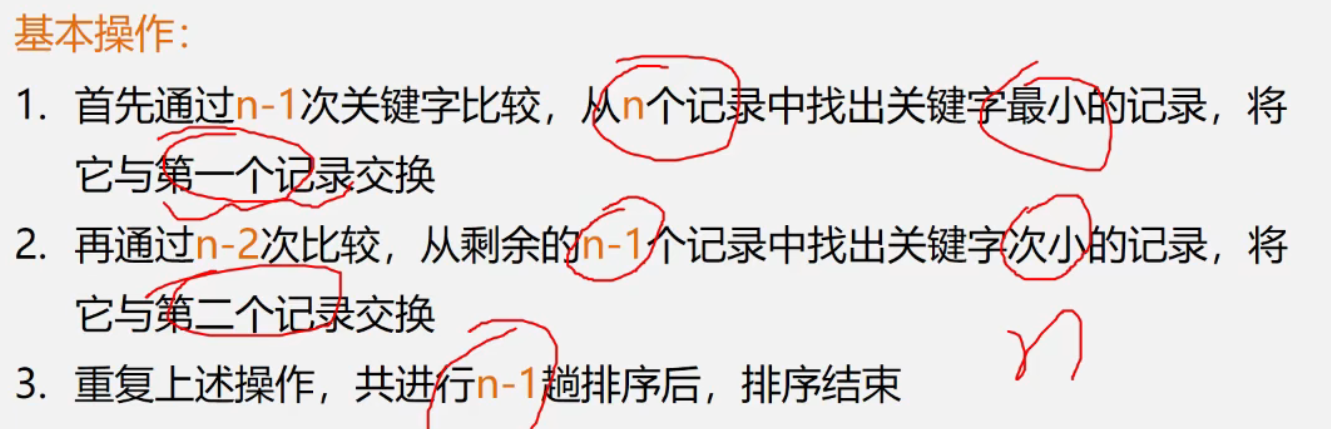 基本操作：
1. 首先通过n-1次关键字比较，从n个记录中找出关键字最小的记录，将
它与第一个记录交换
2. 再通过n-2次比较，从剩余的n-1个记录中找出关键字次小的记录，将
它与第二个记录交换
n
3. 重复上述操作，共进行n-1趟排序后，排序结束